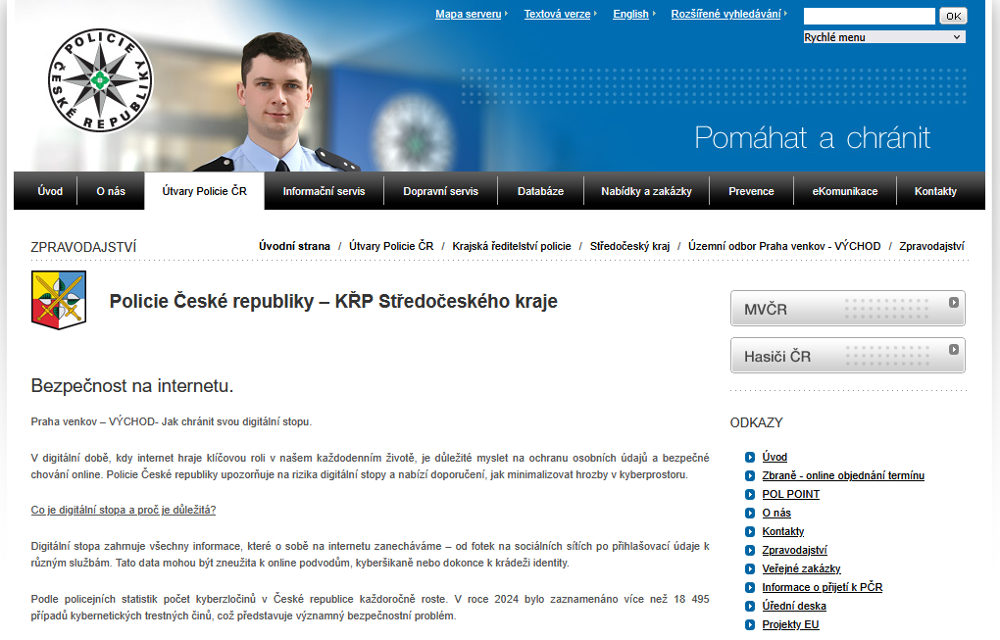 Mapa serveru
Textová verze
English
Rozšířené vyhledávání
OK
Rychlé menu
POLICIE ČESKÉ REPUBLIKY
Pomáhat a chránit
Úvod
O nás
Útvary Policie ČR
Informační servis
Dopravní servis
Databáze
Nabídky a zakázky
Prevence
eKomunikace
Kontakty
ZPRAVODAJSTVÍ
Úvodní strana / Útvary Policie ČR / Krajská ředitelství policie / Středočeský kraj / Územní odbor Praha venkov - VÝCHOD / Zpravodajství
Policie České republiky – KŘP Středočeského kraje
Bezpečnost na internetu.
Praha venkov – VÝCHOD- Jak chránit svou digitální stopu.
V digitální době, kdy internet hraje klíčovou roli v našem každodenním životě, je důležité myslet na ochranu osobních údajů a bezpečné
chování online. Policie České republiky upozorňuje na rizika digitální stopy a nabízí doporučení, jak minimalizovat hrozby v kyberprostoru.
Co je digitální stopa a proč je důležitá?
Digitální stopa zahrnuje všechny informace, které o sobě na internetu zanecháváme – od fotek na sociálních sítích po přihlašovací údaje k
různým službám. Tato data mohou být zneužita k online podvodům, kyberšikaně nebo dokonce k krádeži identity.
Podle policejních statistik počet kyberzločinů v České republice každoročně roste. V roce 2024 bylo zaznamenáno více než 18 495
případů kybernetických trestných činů, což představuje významný bezpečnostní problém.
MVČR
Hasiči ČR
ODKAZY
Úvod
Zbraně - online objednání termínu
POL POINT
O nás
Kontakty
Zpravodajství
Veřejné zakázky
Informace o přijetí k PČR
Úřední deska
Projekty EU